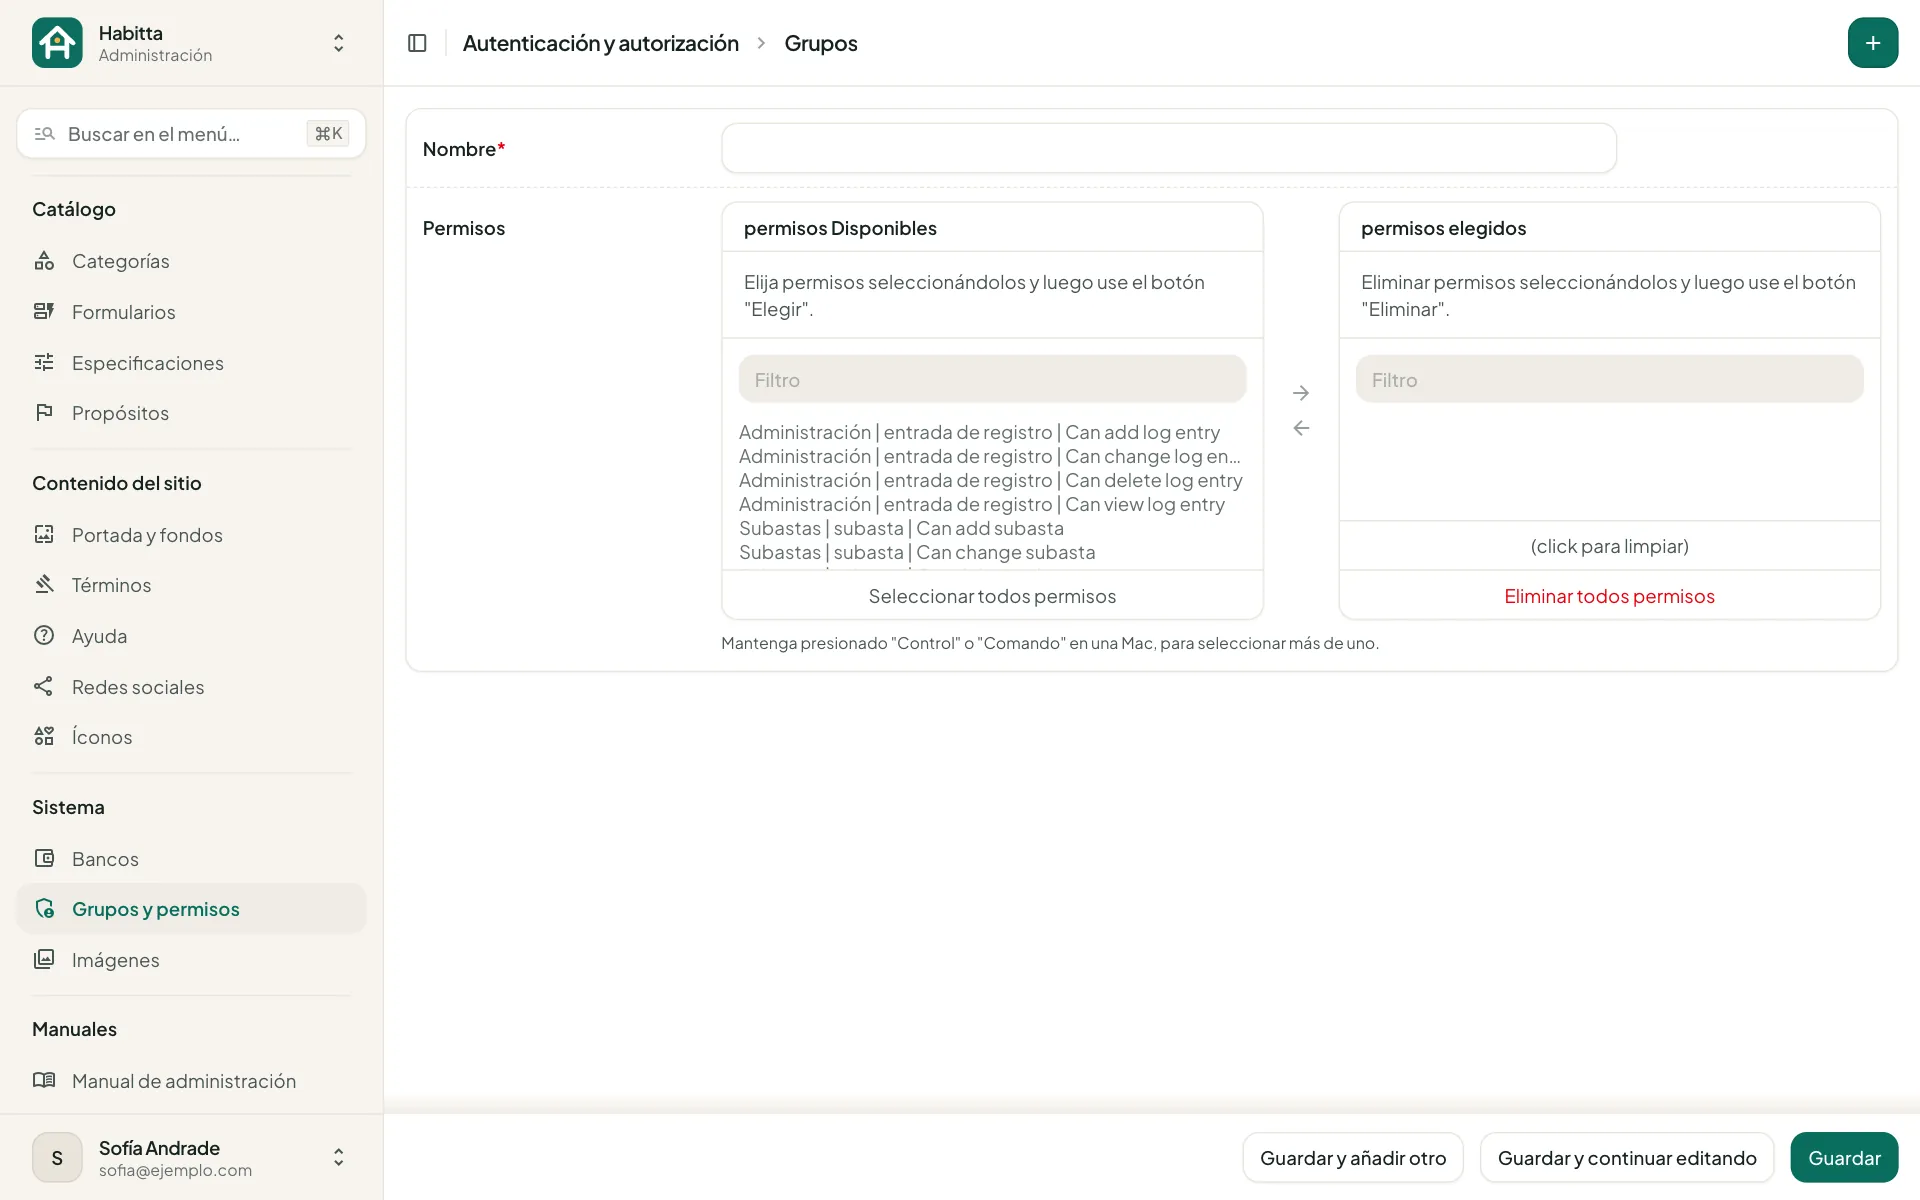 Habitta
Administración
Buscar en el menú...
⌘K
Catálogo
Categorías
Formularios
Especificaciones
Propósitos
Contenido del sitio
Portada y fondos
Términos
Ayuda
Redes sociales
Íconos
Sistema
Bancos
Grupos y permisos
Imágenes
Manuales
Manual de administración
S
Sofía Andrade
sofia@ejemplo.com
Autenticación y autorización > Grupos
Nombre*
Permisos
permisos Disponibles
Elija permisos seleccionándolos y luego use el botón
"Elegir".
Filtro
Administración | entrada de registro | Can add log entry
Administración | entrada de registro | Can change log en...
Administración | entrada de registro | Can delete log entry
Administración | entrada de registro | Can view log entry
Subastas | subasta | Can add subasta
Subastas | subasta | Can change subasta
Seleccionar todos permisos
permisos elegidos
Eliminar permisos seleccionándolos y luego use el botón
"Eliminar".
Filtro
(click para limpiar)
Eliminar todos permisos
Mantenga presionado "Control" o "Comando" en una Mac, para seleccionar más de uno.
Guardar y añadir otro
Guardar y continuar editando
Guardar